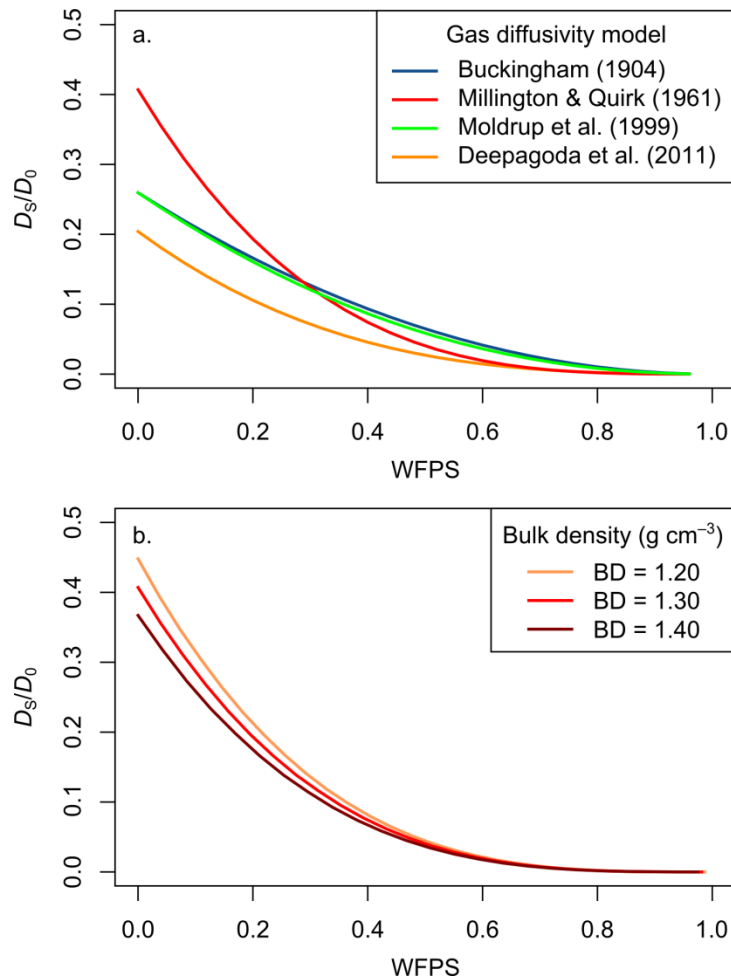 a.
Gas diffusivity model
Buckingham (1904)
Millington & Quirk (1961)
Moldrup et al. (1999)
Deepagoda et al. (2011)
0.5
0.4
0.3
0.2
0.1
0.0
D_S/D_0
0.0 0.2 0.4 0.6 0.8 1.0
WFPS
b.
Bulk density (g cm⁻³)
BD = 1.20
BD = 1.30
BD = 1.40
0.5
0.4
0.3
0.2
0.1
0.0
D_S/D_0
0.0 0.2 0.4 0.6 0.8 1.0
WFPS